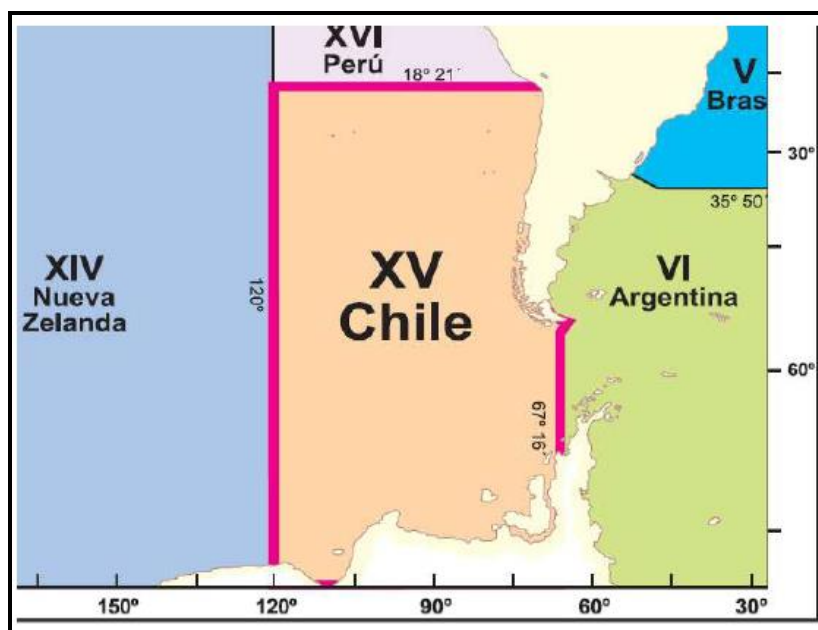 XVI
Perú
18° 21´
V
Bras
30°
35° 50´
XIV
Nueva
Zelanda
120°
XV
Chile
VI
Argentina
60°
67° 16´
150°
120°
90°
60°
30°